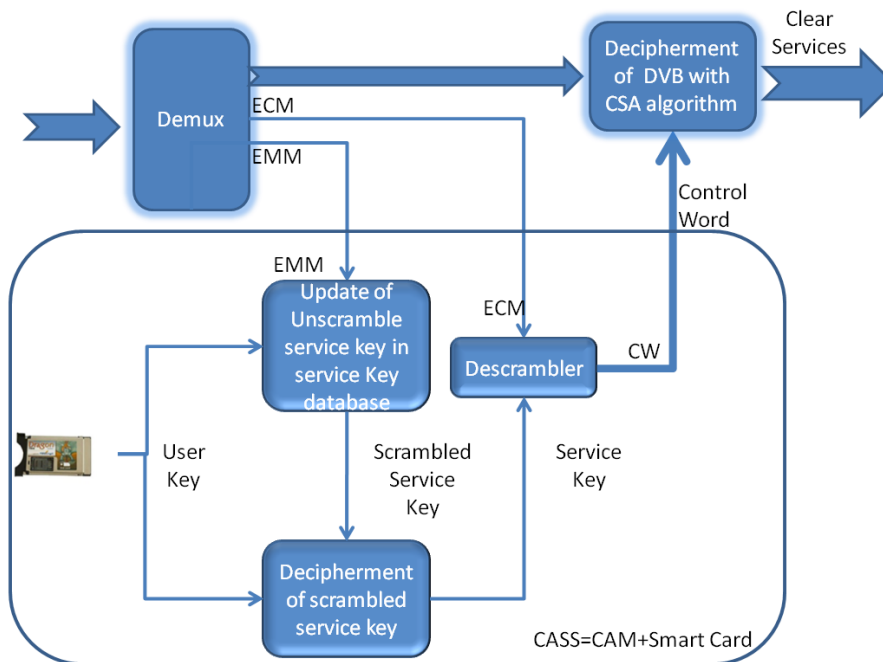 Clear
Services
Decipherment
of DVB with
CSA algorithm
Demux
ECM
EMM
Control
Word
EMM
Update of
Unscramble
service key in
service Key
database
ECM
Descrambler
CW
User
Key
Scrambled
Service
Key
Service
Key
Decipherment
of scrambled
service key
CASS=CAM+Smart Card